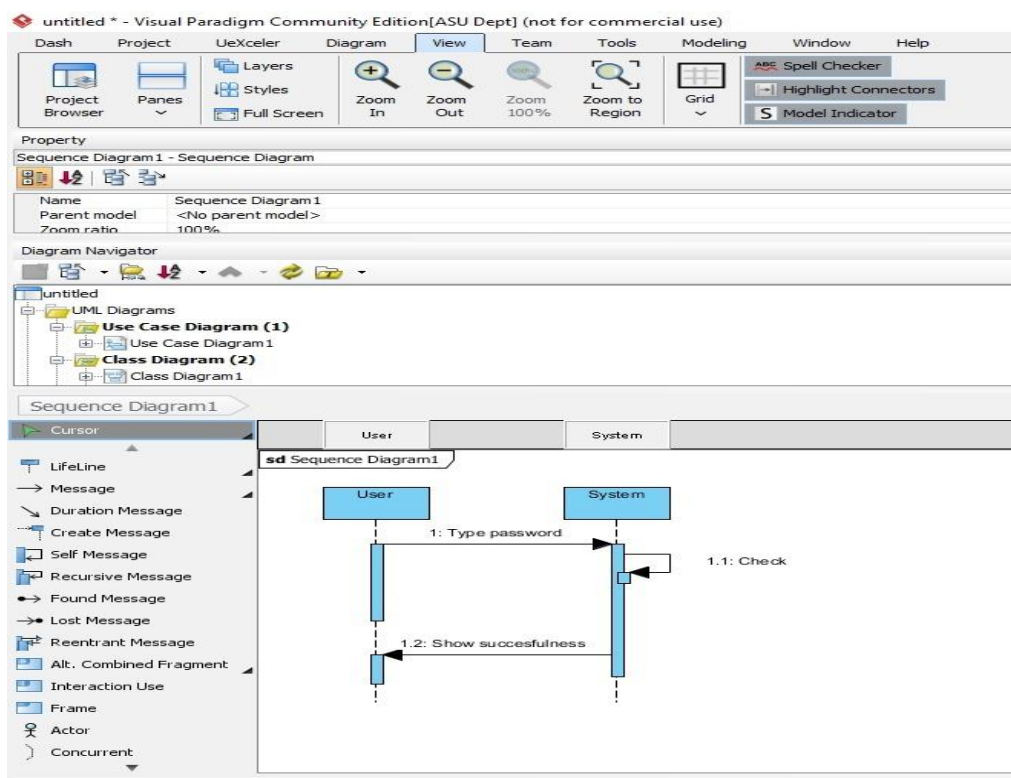 untitled * - Visual Paradigm Community Edition[ASU Dept] (not for commercial use)
Dash Project UeXceler Diagram View Team Tools Modeling Window Help
Project Browser
Panes
Layers
Styles
Full Screen
Zoom In
Zoom Out
Zoom 100%
Zoom to Region
Grid
ABC Spell Checker
Highlight Connectors
S Model Indicator
Property
Sequence Diagram1 - Sequence Diagram
Name Sequence Diagram1
Parent model <No parent model>
Zoom ratio 100%
Diagram Navigator
untitled
UML Diagrams
Use Case Diagram (1)
Use Case Diagram1
Class Diagram (2)
Class Diagram1
Sequence Diagram1
Cursor
LifeLine
Message
Duration Message
Create Message
Self Message
Recursive Message
Found Message
Lost Message
Reentrant Message
Alt. Combined Fragment
Interaction Use
Frame
Actor
Concurrent
User System
sd Sequence Diagram1
User System
1: Type password
1.1: Check
1.2: Show succesfulness